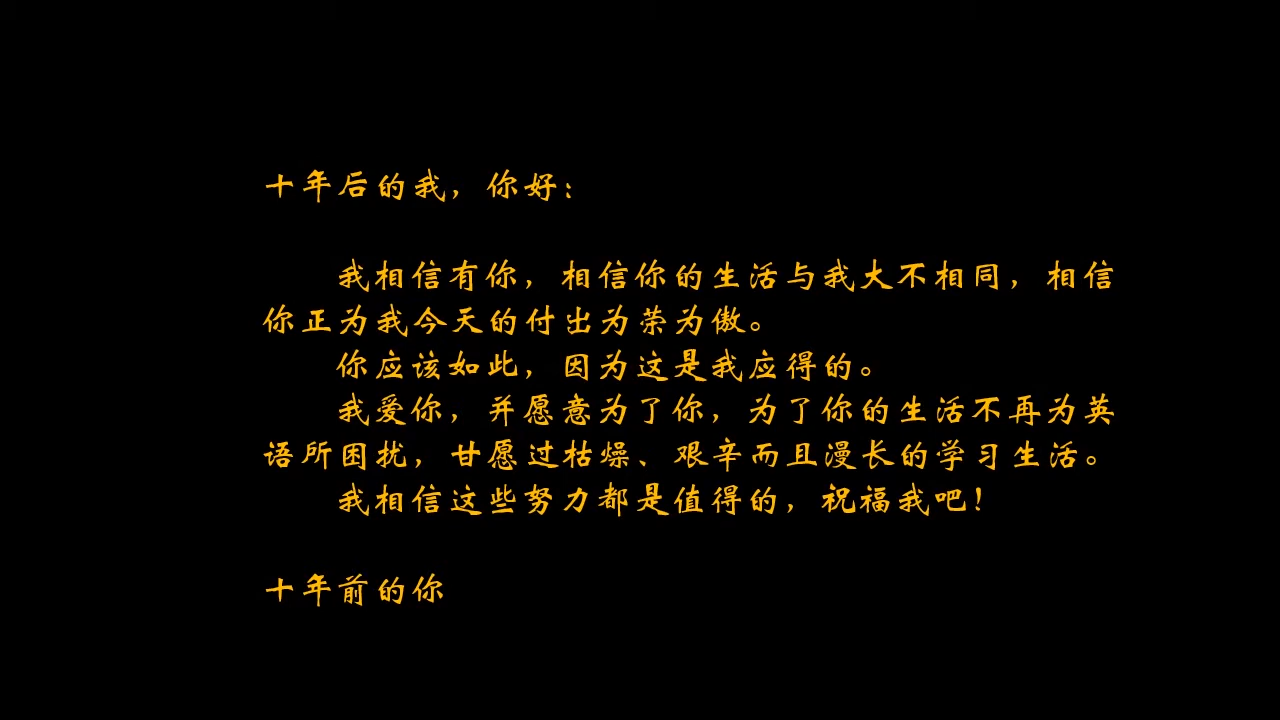 十年后的我，你好：
我相信有你，相信你的生活与我大不相同，相信
你正为我今天的付出为荣为傲。
你应该如此，因为这是我应得的。
我爱你，并愿意为了你，为了你的生活不再为英
语所困扰，甘愿过枯燥、艰辛而且漫长的学习生活。
我相信这些努力都是值得的，祝福我吧！
十年前的你